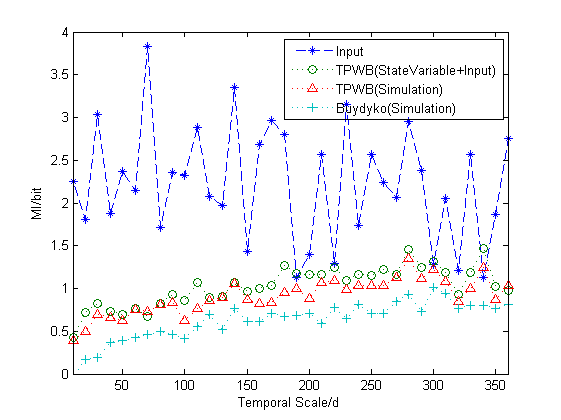 4
3.5
3
2.5
2
1.5
1
0.5
0
MI/bit
Input
TPWB(StateVariable+Input)
TPWB(Simulation)
Buydyko(Simulation)
50 100 150 200 250 300 350
Temporal Scale/d